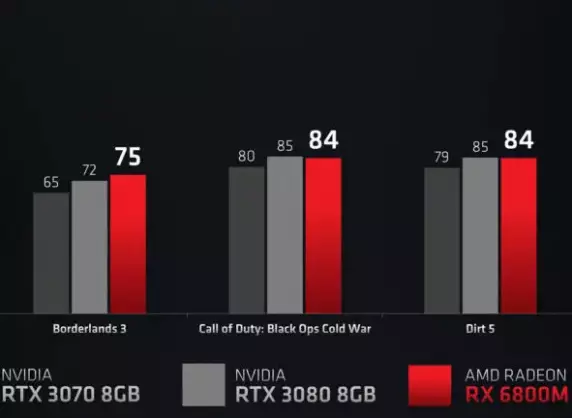 65 72 75
80 85 84
79 85 84
Borderlands 3
Call of Duty: Black Ops Cold War
Dirt 5
NVIDIA
RTX 3070 8GB
NVIDIA
RTX 3080 8GB
AMD RADEON
RX 6800M